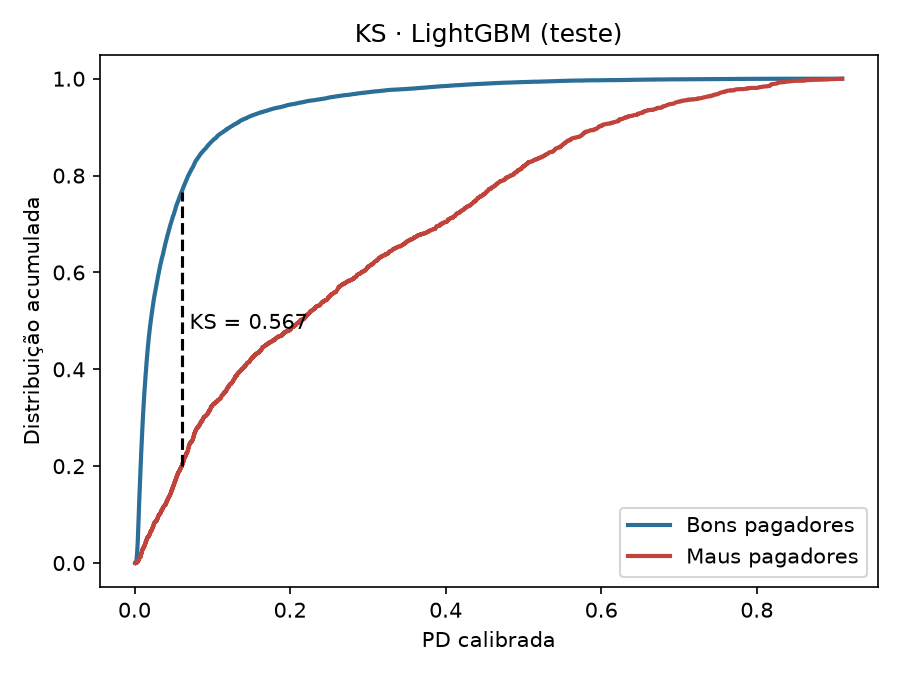 KS · LightGBM (teste)
Distribuição acumulada
1.0
0.8
0.6
0.4
0.2
0.0
KS = 0.567
Bons pagadores
Maus pagadores
0.0 0.2 0.4 0.6 0.8
PD calibrada